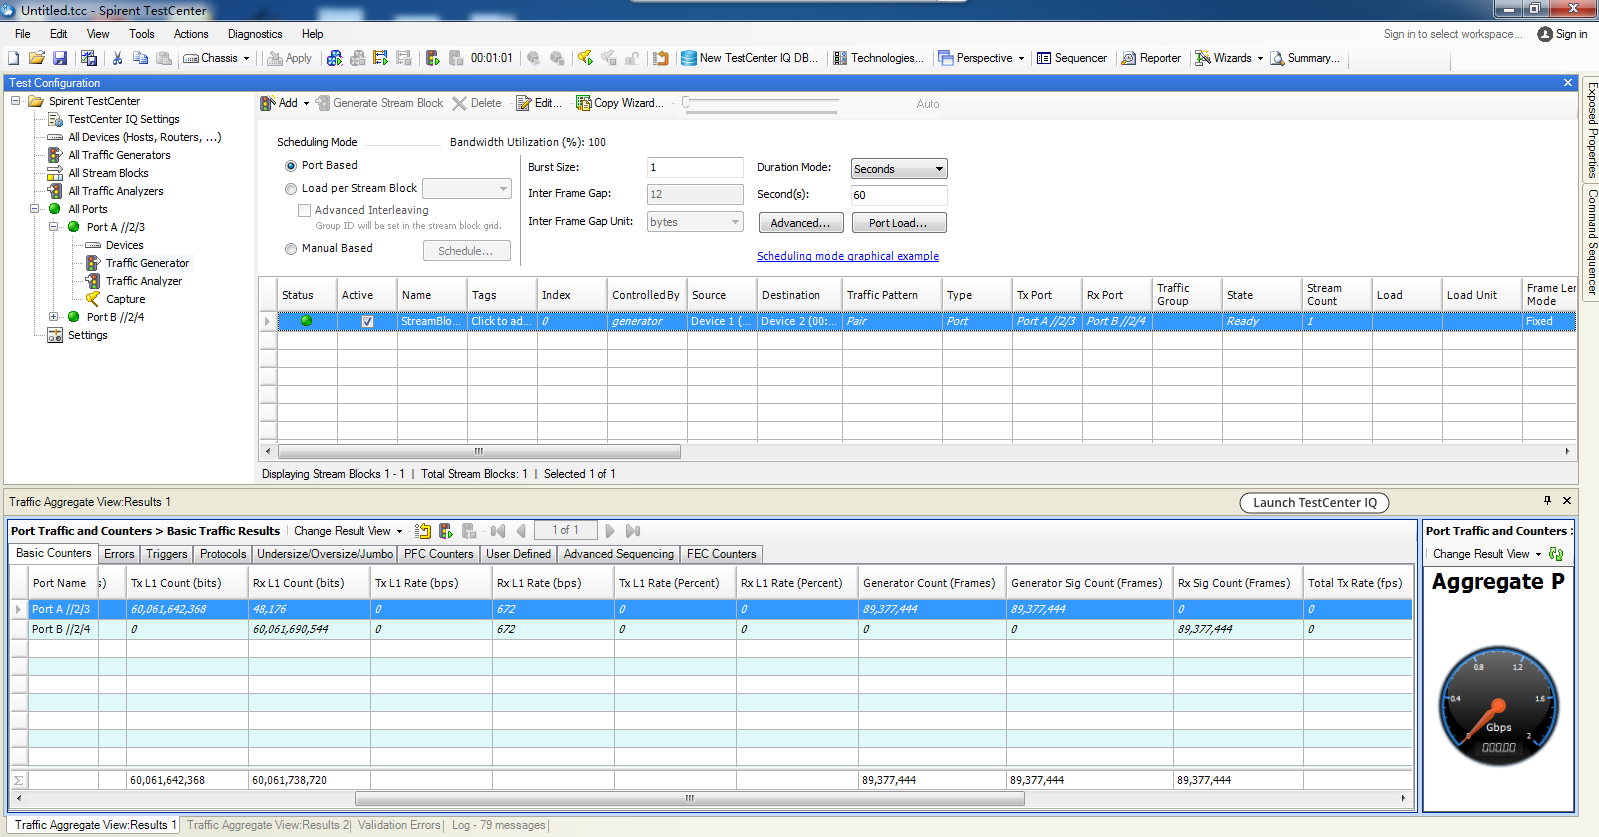 Untitled.tcc - Spirent TestCenter
File Edit View Tools Actions Diagnostics Help
Sign in to select workspace... Sign in
Chassis Apply 00:01:01 New TestCenter IQ DB... Technologies... Perspective Sequencer Reporter Wizards Summary...
Test Configuration
Spirent TestCenter
TestCenter IQ Settings
All Devices (Hosts, Routers, ...)
All Traffic Generators
All Stream Blocks
All Traffic Analyzers
All Ports
Port A //2/3
Devices
Traffic Generator
Traffic Analyzer
Capture
Port B //2/4
Settings
Add Generate Stream Block Delete Edit... Copy Wizard... Auto
Scheduling Mode Bandwidth Utilization (%): 100
Port Based
Load per Stream Block
Advanced Interleaving
Group ID will be set in the stream block grid.
Manual Based Schedule...
Burst Size: 1 Duration Mode: Seconds
Inter Frame Gap: 12 Second(s): 60
Inter Frame Gap Unit: bytes Advanced... Port Load...
Scheduling mode graphical example
Status Active Name Tags Index ControlledBy Source Destination Traffic Pattern Type Tx Port Rx Port Traffic Group State Stream Count Load Load Unit Frame Ler Mode
StreamBlo... Click to ad... 0 generator Device 1 (... Device 2 (00:... Pair Port Port A //2/3 Port B //2/4 Ready 1 Fixed
Displaying Stream Blocks 1 - 1 | Total Stream Blocks: 1 | Selected 1 of 1
Exposed Properties
Command Sequencer
Traffic Aggregate View:Results 1 Launch TestCenter IQ
Port Traffic and Counters > Basic Traffic Results Change Result View 1 of 1
Basic Counters Errors Triggers Protocols Undersize/Oversize/Jumbo PFC Counters User Defined Advanced Sequencing FEC Counters
Port Name s) Tx L1 Count (bits) Rx L1 Count (bits) Tx L1 Rate (bps) Rx L1 Rate (bps) Tx L1 Rate (Percent) Rx L1 Rate (Percent) Generator Count (Frames) Generator Sig Count (Frames) Rx Sig Count (Frames) Total Tx Rate (fps)
Port A //2/3 60,061,642,368 48,176 0 672 0 0 89,377,444 89,377,444 0 0
Port B //2/4 0 60,061,690,544 0 672 0 0 0 0 89,377,444 0
Σ 60,061,642,368 60,061,738,720 89,377,444 89,377,444 89,377,444
Port Traffic and Counters :
Change Result View
Aggregate P
0.8 1.2
0.4 1.6
Gbps
0 2
000.00
Traffic Aggregate View:Results 1 Traffic Aggregate View:Results 2 Validation Errors Log - 79 messages